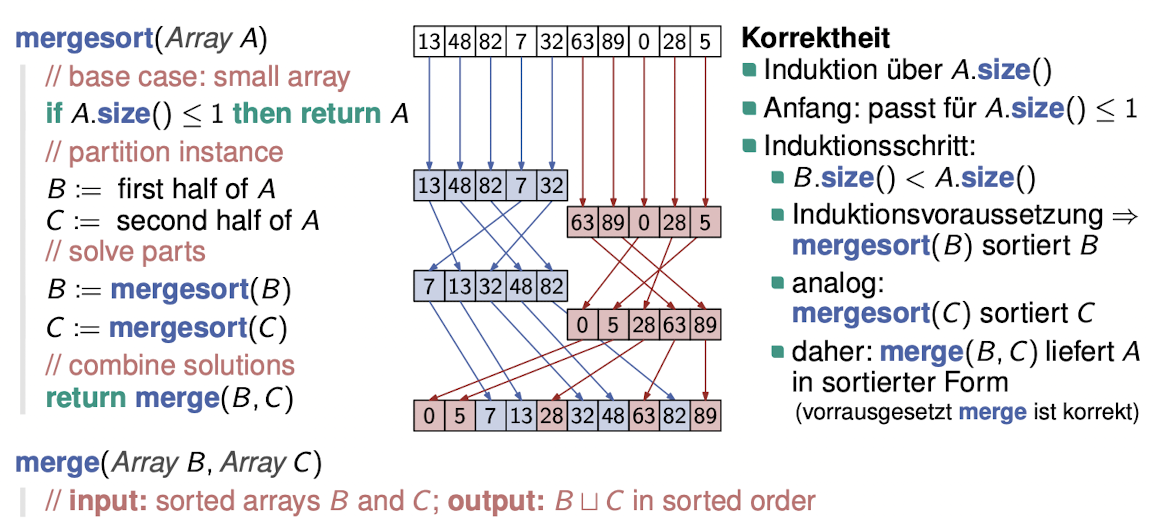 mergesort(Array A)
// base case: small array
if A.size() ≤ 1 then return A
// partition instance
B := first half of A
C := second half of A
// solve parts
B := mergesort(B)
C := mergesort(C)
// combine solutions
return merge(B, C)
13 48 82 7 32 63 89 0 28 5
13 48 82 7 32
63 89 0 28 5
7 13 32 48 82
0 5 28 63 89
0 5 7 13 28 32 48 63 82 89
Korrektheit
Induktion über A.size()
Anfang: passt für A.size() ≤ 1
Induktionsschritt:
B.size() < A.size()
Induktionsvoraussetzung ⇒
mergesort(B) sortiert B
analog:
mergesort(C) sortiert C
daher: merge(B, C) liefert A
in sortierter Form
(vorrausgesetzt merge ist korrekt)
merge(Array B, Array C)
// input: sorted arrays B and C; output: B ⊔ C in sorted order